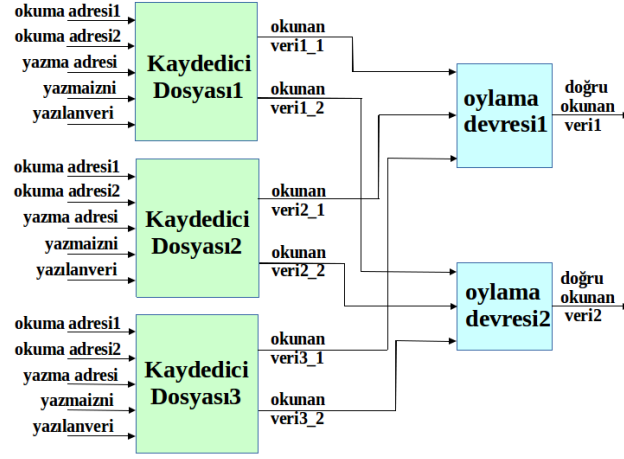 okuma adresi1
okuma adresi2
yazma adresi
yazmaizni
yazılanveri
Kaydedici
Dosyası1
okunan
veri1_1
okunan
veri1_2
oylama
devresi1
doğru
okunan
veri1
okuma adresi1
okuma adresi2
yazma adresi
yazmaizni
yazılanveri
Kaydedici
Dosyası2
okunan
veri2_1
okunan
veri2_2
oylama
devresi2
doğru
okunan
veri2
okuma adresi1
okuma adresi2
yazma adresi
yazmaizni
yazılanveri
Kaydedici
Dosyası3
okunan
veri3_1
okunan
veri3_2